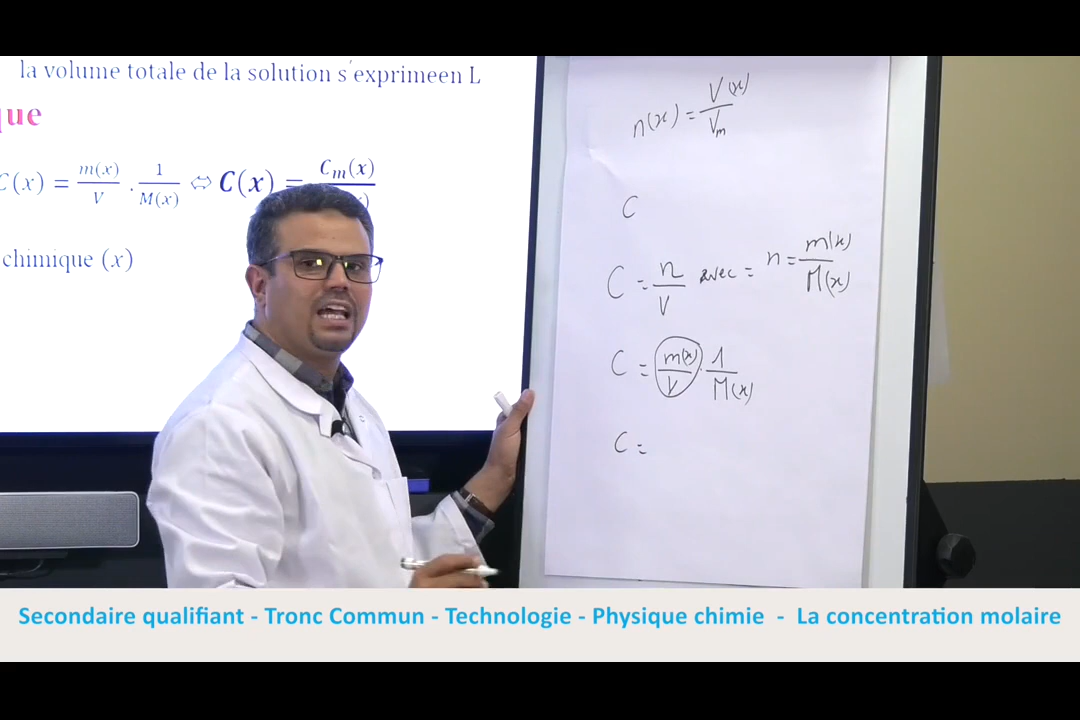 la volume totale de la solution s'exprimeen L
que
C(x) = m(x)/V . 1/M(x) ⇔ C(x) = Cm(x)
chimique (x)
n(x) = V(x)/Vm
C
C = n/V avec = n = m(x)/M(x)
C = m(x)/V . 1/M(x)
C =
Secondaire qualifiant - Tronc Commun - Technologie - Physique chimie - La concentration molaire